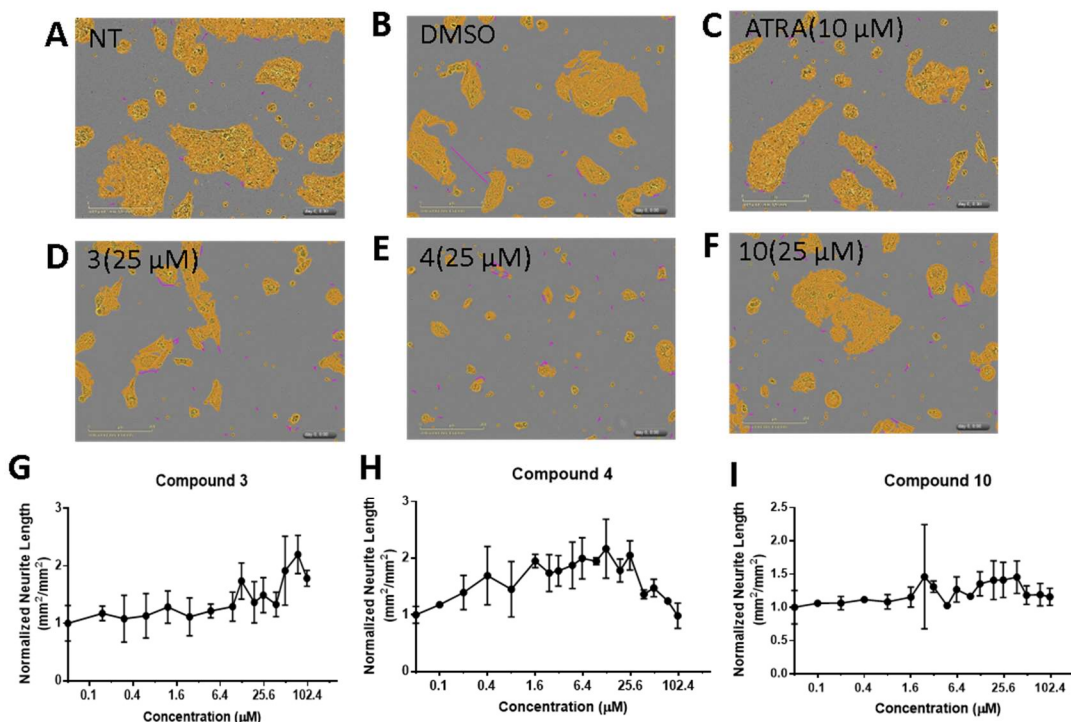 A NT
B DMSO
C ATRA(10 µM)
D 3(25 µM)
E 4(25 µM)
F 10(25 µM)
G
Compound 3
Normalized Neurite Length
(mm²/mm²)
3
2
1
0
0.1 0.4 1.6 6.4 25.6 102.4
Concentration (µM)
H
Compound 4
Normalized Neurite Length
(mm²/mm²)
3
2
1
0
0.1 0.4 1.6 6.4 25.6 102.4
Concentration (µM)
I
Compound 10
Normalized Neurite Length
(mm²/mm²)
2.5
2.0
1.5
1.0
0.5
0.0
0.1 0.4 1.6 6.4 25.6 102.4
Concentration (µM)